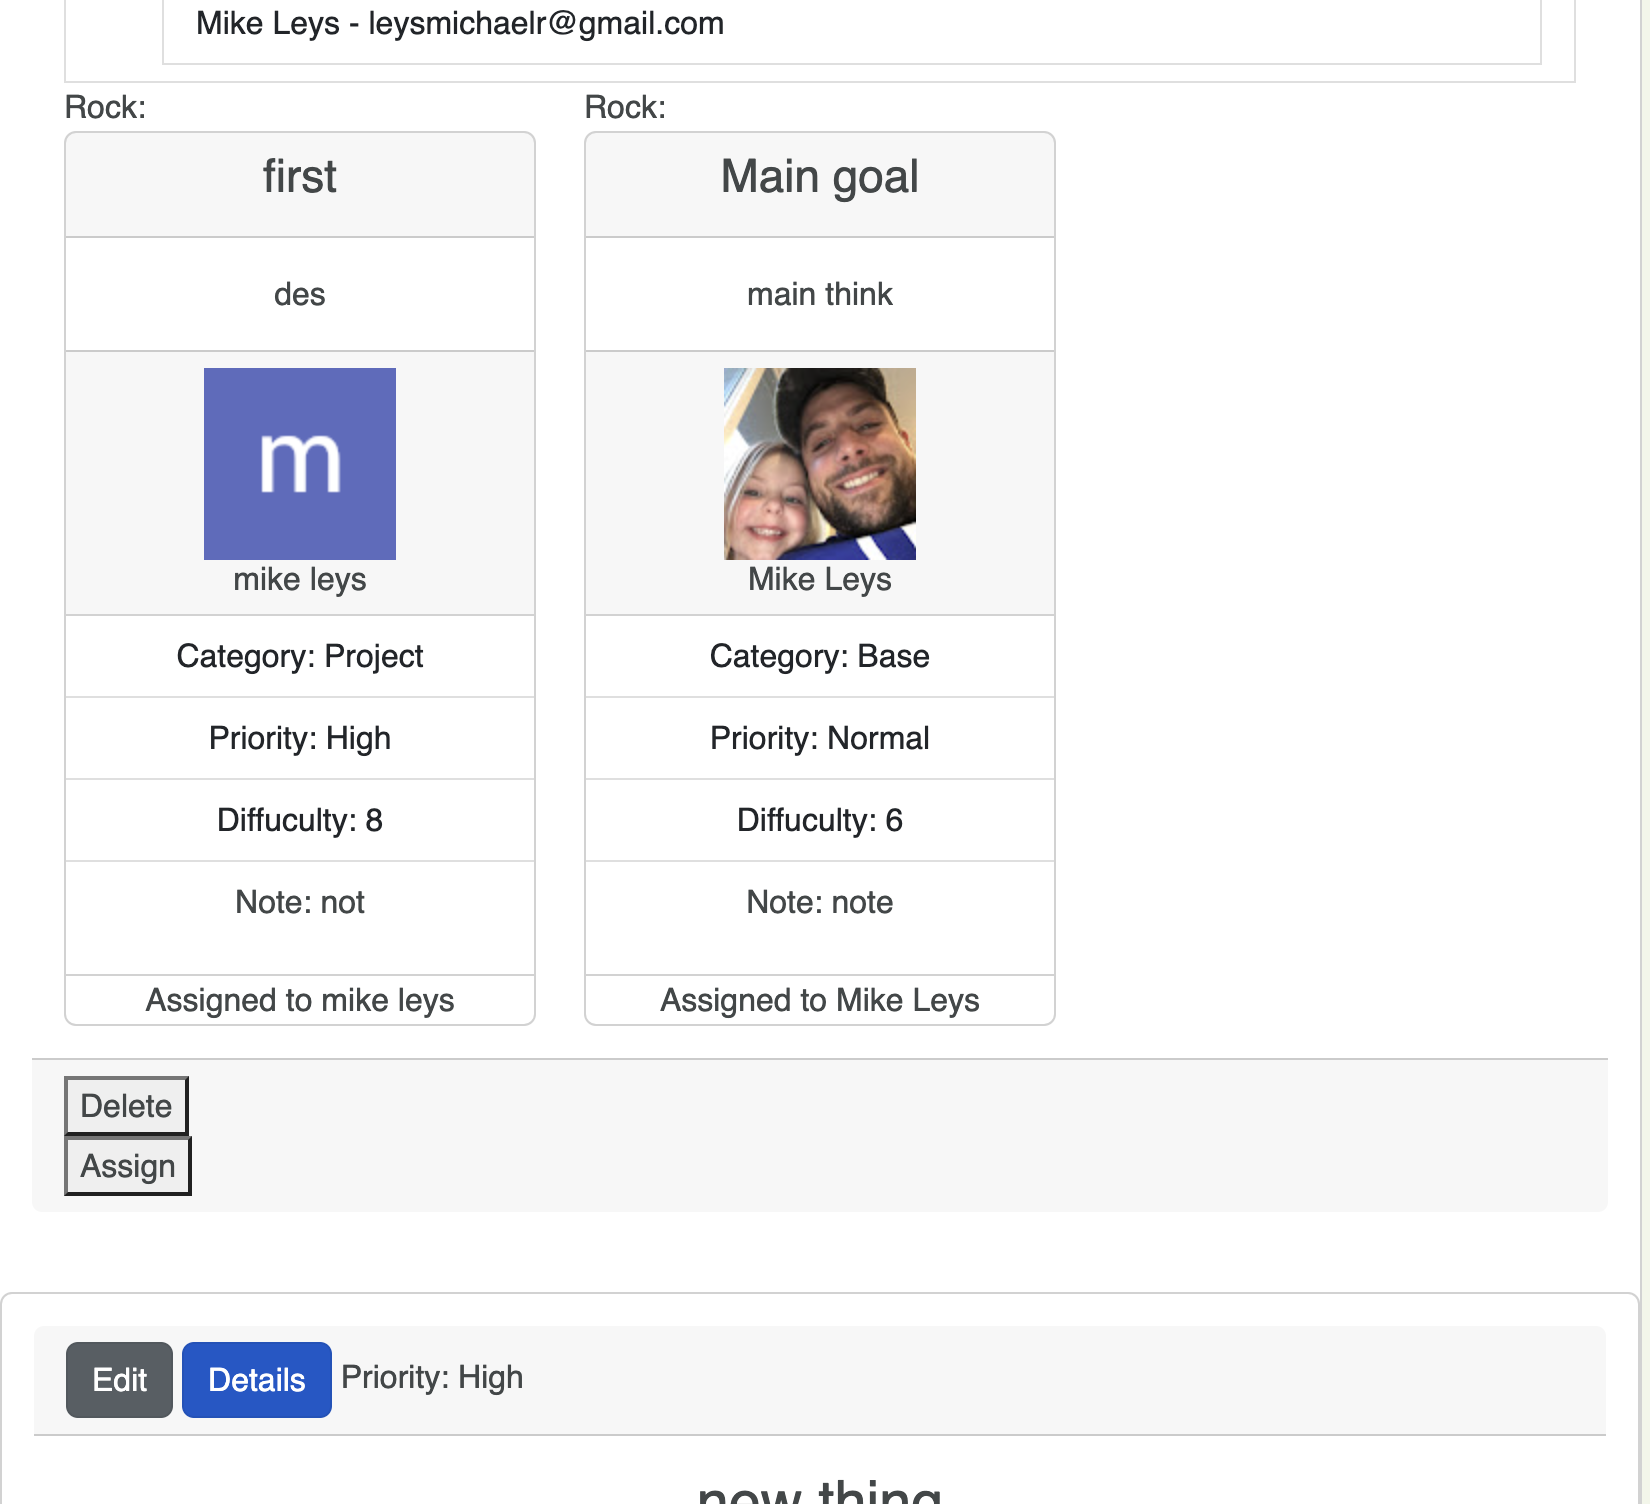 Mike Leys - leysmichaelr@gmail.com
Rock:
first
des
m
mike leys
Category: Project
Priority: High
Diffuculty: 8
Note: not
Assigned to mike leys
Rock:
Main goal
main think
Mike Leys
Category: Base
Priority: Normal
Diffuculty: 6
Note: note
Assigned to Mike Leys
Delete
Assign
Edit Details Priority: High
new thing